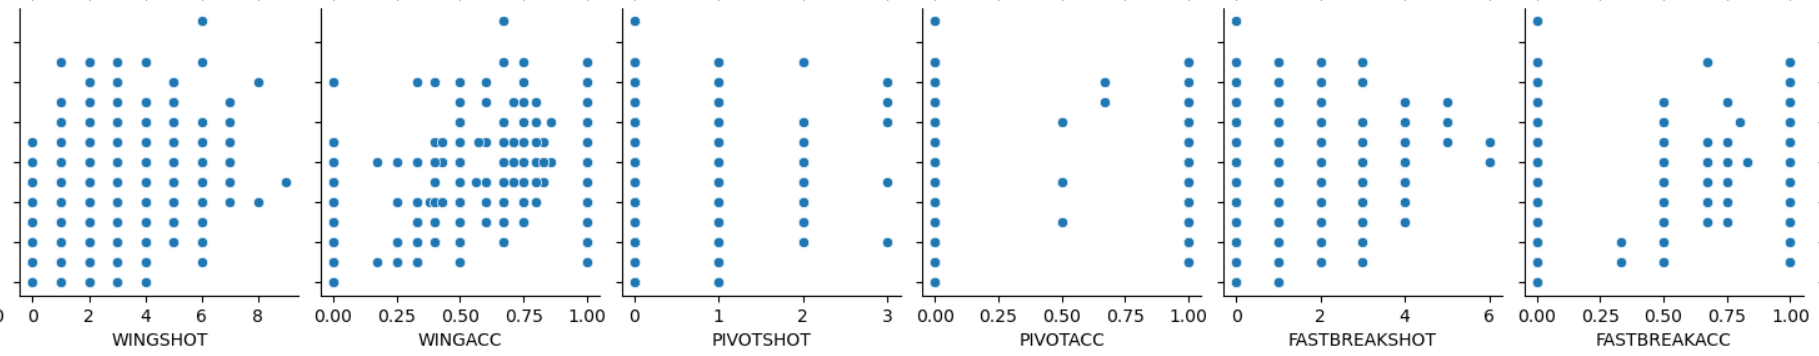 0 0 2 4 6 8 0.00 0.25 0.50 0.75 1.00 0 1 2 3 0.00 0.25 0.50 0.75 1.00 0 2 4 6 0.00 0.25 0.50 0.75 1.00
WINGSHOT WINGACC PIVOTSHOT PIVOTACC FASTBREAKSHOT FASTBREAKACC